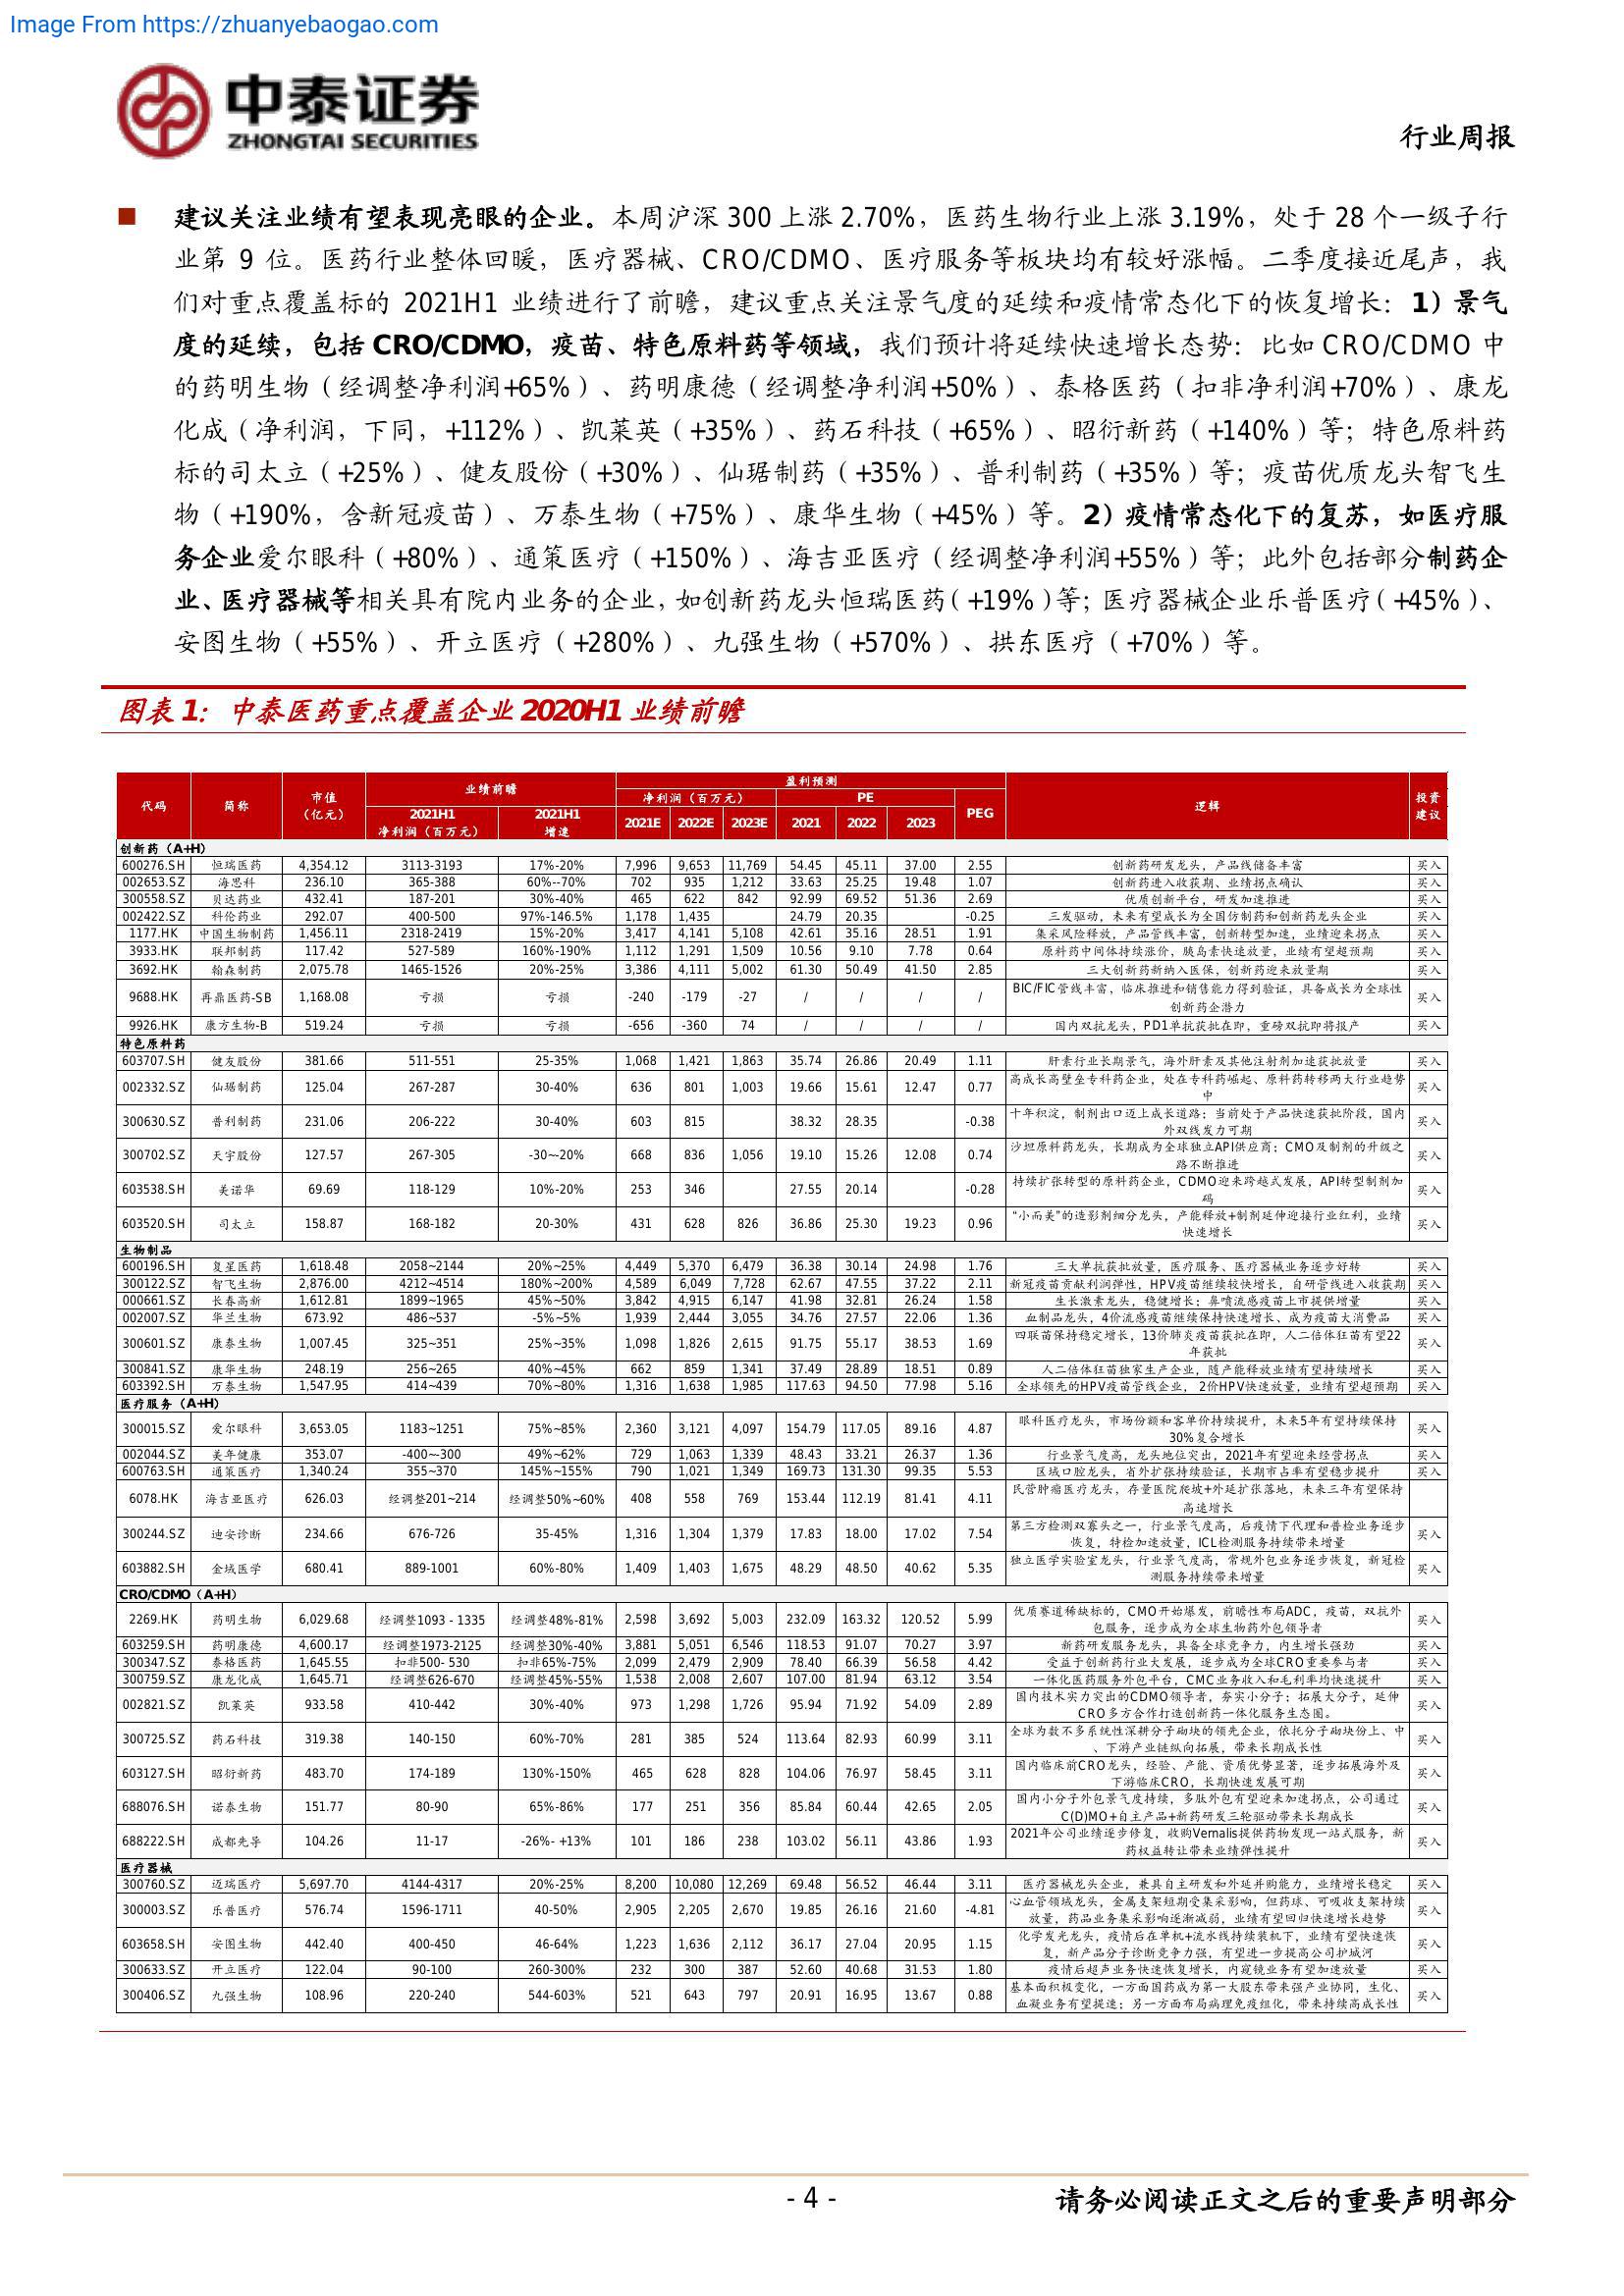 Image From https://zhuanyebaogao.com
中泰证券
ZHONGTAI SECURITIES
行业周报
■ 建议关注业绩有望表现亮眼的企业。本周沪深 300 上涨 2.70%，医药生物行业上涨 3.19%，处于 28 个一级子行
业第 9 位。医药行业整体回暖，医疗器械、CRO/CDMO、医疗服务等板块均有较好涨幅。二季度接近尾声，我
们对重点覆盖标的 2021H1 业绩进行了前瞻，建议重点关注景气度的延续和疫情常态化下的恢复增长：1）景气
度的延续，包括 CRO/CDMO，疫苗、特色原料药等领域，我们预计将延续快速增长态势：比如 CRO/CDMO 中
的药明生物（经调整净利润+65%）、药明康德（经调整净利润+50%）、泰格医药（扣非净利润+70%）、康龙
化成（净利润，下同，+112%）、凯莱英（+35%）、药石科技（+65%）、昭衍新药（+140%）等；特色原料药
标的司太立（+25%）、健友股份（+30%）、仙琚制药（+35%）、普利制药（+35%）等；疫苗优质龙头智飞生
物（+190%，含新冠疫苗）、万泰生物（+75%）、康华生物（+45%）等。2）疫情常态化下的复苏，如医疗服
务企业爱尔眼科（+80%）、通策医疗（+150%）、海吉亚医疗（经调整净利润+55%）等；此外包括部分制药企
业、医疗器械等相关具有院内业务的企业，如创新药龙头恒瑞医药（+19%）等；医疗器械企业乐普医疗（+45%）、
安图生物（+55%）、开立医疗（+280%）、九强生物（+570%）、拱东医疗（+70%）等。
图表 1：中泰医药重点覆盖企业 2020H1 业绩前瞻
代码 简称 市值（亿元） 业绩前瞻 盈利预测 逻辑 投资建议
净利润（百万元） PE PEG
2021H1 净利润（百万元） 2021H1 增速 2021E 2022E 2023E 2021 2022 2023
创新药（A+H）
600276.SH 恒瑞医药 4,354.12 3113-3193 17%-20% 7,996 9,653 11,769 54.45 45.11 37.00 2.55 创新药研发龙头，产品线储备丰富 买入
002653.SZ 海思科 236.10 365-388 60%--70% 702 935 1,212 33.63 25.25 19.48 1.07 创新药进入收获期、业绩拐点确认 买入
300558.SZ 贝达药业 432.41 187-201 30%-40% 465 622 842 92.99 69.52 51.36 2.69 优质创新平台，研发加速推进 买入
002422.SZ 科伦药业 292.07 400-500 97%-146.5% 1,178 1,435 24.79 20.35 -0.25 三发驱动，未来有望成长为全国仿制药和创新药龙头企业 买入
1177.HK 中国生物制药 1,456.11 2318-2419 15%-20% 3,417 4,141 5,108 42.61 35.16 28.51 1.91 集采风险释放，产品管线丰富，创新转型加速，业绩迎来拐点 买入
3933.HK 联邦制药 117.42 527-589 160%-190% 1,112 1,291 1,509 10.56 9.10 7.78 0.64 原料药中间体持续涨价，胰岛素快速放量，业绩有望超预期 买入
3692.HK 翰森制药 2,075.78 1465-1526 20%-25% 3,386 4,111 5,002 61.30 50.49 41.50 2.85 三大创新药新纳入医保，创新药迎来放量期 买入
9688.HK 再鼎医药-SB 1,168.08 亏损 亏损 -240 -179 -27 / / / / BIC/FIC管线丰富，临床推进和销售能力得到验证，具备成长为全球性
创新药企潜力 买入
9926.HK 康方生物-B 519.24 亏损 亏损 -656 -360 74 / / / / 国内双抗龙头，PD1单抗获批在即，重磅双抗即将报产 买入
特色原料药
603707.SH 健友股份 381.66 511-551 25-35% 1,068 1,421 1,863 35.74 26.86 20.49 1.11 肝素行业长期景气，海外肝素及其他注射剂加速获批放量 买入
002332.SZ 仙琚制药 125.04 267-287 30-40% 636 801 1,003 19.66 15.61 12.47 0.77 高成长高壁垒专科药企业，处在专科药崛起、原料药转移两大行业趋势
中 买入
300630.SZ 普利制药 231.06 206-222 30-40% 603 815 38.32 28.35 -0.38 十年积淀，制剂出口迈上成长道路；当前处于产品快速获批阶段，国内
外双线发力可期 买入
300702.SZ 天宇股份 127.57 267-305 -30~-20% 668 836 1,056 19.10 15.26 12.08 0.74 沙坦原料药龙头，长期成为全球独立API供应商；CMO及制剂的升级之
路不断推进 买入
603538.SH 美诺华 69.69 118-129 10%-20% 253 346 27.55 20.14 -0.28 持续扩张转型的原料药企业，CDMO迎来跨越式发展，API转型制剂加
码 买入
603520.SH 司太立 158.87 168-182 20-30% 431 628 826 36.86 25.30 19.23 0.96 “小而美”的造影剂细分龙头，产能释放+制剂延伸迎接行业红利，业绩
快速增长 买入
生物制品
600196.SH 复星医药 1,618.48 2058~2144 20%~25% 4,449 5,370 6,479 36.38 30.14 24.98 1.76 三大单抗获批放量，医疗服务、医疗器械业务逐步好转 买入
300122.SZ 智飞生物 2,876.00 4212~4514 180%~200% 4,589 6,049 7,728 62.67 47.55 37.22 2.11 新冠疫苗贡献利润弹性，HPV疫苗继续较快增长，自研管线进入收获期 买入
000661.SZ 长春高新 1,612.81 1899~1965 45%~50% 3,842 4,915 6,147 41.98 32.81 26.24 1.58 生长激素龙头，稳健增长；鼻喷流感疫苗上市提供增量 买入
002007.SZ 华兰生物 673.92 486~537 -5%~5% 1,939 2,444 3,055 34.76 27.57 22.06 1.36 血制品龙头，4价流感疫苗继续保持快速增长、成为疫苗大消费品 买入
300601.SZ 康泰生物 1,007.45 325~351 25%~35% 1,098 1,826 2,615 91.75 55.17 38.53 1.69 四联苗保持稳定增长，13价肺炎疫苗获批在即，人二倍体狂苗有望22
年获批 买入
300841.SZ 康华生物 248.19 256~265 40%~45% 662 859 1,341 37.49 28.89 18.51 0.89 人二倍体狂苗独家生产企业，随产能释放业绩有望持续增长 买入
603392.SH 万泰生物 1,547.95 414~439 70%~80% 1,316 1,638 1,985 117.63 94.50 77.98 5.16 全球领先的HPV疫苗管线企业，2价HPV快速放量，业绩有望超预期 买入
医疗服务（A+H）
300015.SZ 爱尔眼科 3,653.05 1183~1251 75%~85% 2,360 3,121 4,097 154.79 117.05 89.16 4.87 眼科医疗龙头，市场份额和客单价持续提升，未来5年有望持续保持
30%复合增长 买入
002044.SZ 美年健康 353.07 -400~-300 49%~62% 729 1,063 1,339 48.43 33.21 26.37 1.36 行业景气度高，龙头地位突出，2021年有望迎来经营拐点 买入
600763.SH 通策医疗 1,340.24 355~370 145%~155% 790 1,021 1,349 169.73 131.30 99.35 5.53 区域口腔龙头，省外扩张持续验证，长期市占率有望稳步提升 买入
6078.HK 海吉亚医疗 626.03 经调整201~214 经调整50%~60% 408 558 769 153.44 112.19 81.41 4.11 民营肿瘤医疗龙头，存量医院爬坡+外延扩张落地，未来三年有望保持
高速增长
300244.SZ 迪安诊断 234.66 676-726 35-45% 1,316 1,304 1,379 17.83 18.00 17.02 7.54 第三方检测双寡头之一，行业景气度高，后疫情下代理和普检业务逐步
恢复，特检加速放量，ICL检测服务持续带来增量 买入
603882.SH 金域医学 680.41 889-1001 60%-80% 1,409 1,403 1,675 48.29 48.50 40.62 5.35 独立医学实验室龙头，行业景气度高，常规外包业务逐步恢复，新冠检
测服务持续带来增量 买入
CRO/CDMO（A+H）
2269.HK 药明生物 6,029.68 经调整1093 - 1335 经调整48%-81% 2,598 3,692 5,003 232.09 163.32 120.52 5.99 优质赛道稀缺标的，CMO开始爆发，前瞻性布局ADC，疫苗，双抗外
包服务，逐步成为全球生物药外包领导者 买入
603259.SH 药明康德 4,600.17 经调整1973-2125 经调整30%-40% 3,881 5,051 6,546 118.53 91.07 70.27 3.97 新药研发服务龙头，具备全球竞争力，内生增长强劲 买入
300347.SZ 泰格医药 1,645.55 扣非500- 530 扣非65%-75% 2,099 2,479 2,909 78.40 66.39 56.58 4.42 受益于创新药行业大发展，逐步成为全球CRO重要参与者 买入
300759.SZ 康龙化成 1,645.71 经调整626-670 经调整45%-55% 1,538 2,008 2,607 107.00 81.94 63.12 3.54 一体化医药服务外包平台，CMC业务收入和毛利率均快速提升 买入
002821.SZ 凯莱英 933.58 410-442 30%-40% 973 1,298 1,726 95.94 71.92 54.09 2.89 国内技术实力突出的CDMO领导者，夯实小分子；拓展大分子，延伸
CRO多方合作打造创新药一体化服务生态圈。 买入
300725.SZ 药石科技 319.38 140-150 60%-70% 281 385 524 113.64 82.93 60.99 3.11 全球为数不多系统性深耕分子砌块的领先企业，依托分子砌块份上、中
、下游产业链纵向拓展，带来长期成长性 买入
603127.SH 昭衍新药 483.70 174-189 130%-150% 465 628 828 104.06 76.97 58.45 3.11 国内临床前CRO龙头，经验、产能、资质优势显著，逐步拓展海外及
下游临床CRO，长期快速发展可期 买入
688076.SH 诺泰生物 151.77 80-90 65%-86% 177 251 356 85.84 60.44 42.65 2.05 国内小分子外包景气度持续，多肽外包有望迎来加速拐点，公司通过
C(D)MO+自主产品+新药研发三轮驱动带来长期成长 买入
688222.SH 成都先导 104.26 11-17 -26%- +13% 101 186 238 103.02 56.11 43.86 1.93 2021年公司业绩逐步修复，收购Vernalis提供药物发现一站式服务，新
药权益转让带来业绩弹性提升 买入
医疗器械
300760.SZ 迈瑞医疗 5,697.70 4144-4317 20%-25% 8,200 10,080 12,269 69.48 56.52 46.44 3.11 医疗器械龙头企业，兼具自主研发和外延并购能力，业绩增长稳定 买入
300003.SZ 乐普医疗 576.74 1596-1711 40-50% 2,905 2,205 2,670 19.85 26.16 21.60 -4.81 心血管领域龙头，金属支架短期受集采影响，但药球、可吸收支架持续
放量，药品业务集采影响逐渐减弱，业绩有望回归快速增长趋势 买入
603658.SH 安图生物 442.40 400-450 46-64% 1,223 1,636 2,112 36.17 27.04 20.95 1.15 化学发光龙头，疫情后在单机+流水线持续装机下，业绩有望快速恢
复，新产品分子诊断竞争力强，有望进一步提高公司护城河 买入
300633.SZ 开立医疗 122.04 90-100 260-300% 232 300 387 52.60 40.68 31.53 1.80 疫情后超声业务快速恢复增长，内窥镜业务有望加速放量 买入
300406.SZ 九强生物 108.96 220-240 544-603% 521 643 797 20.91 16.95 13.67 0.88 基本面积极变化，一方面国药成为第一大股东带来强产业协同，生化、
血凝业务有望提速；另一方面布局病理免疫组化，带来持续高成长性 买入
- 4 -
请务必阅读正文之后的重要声明部分